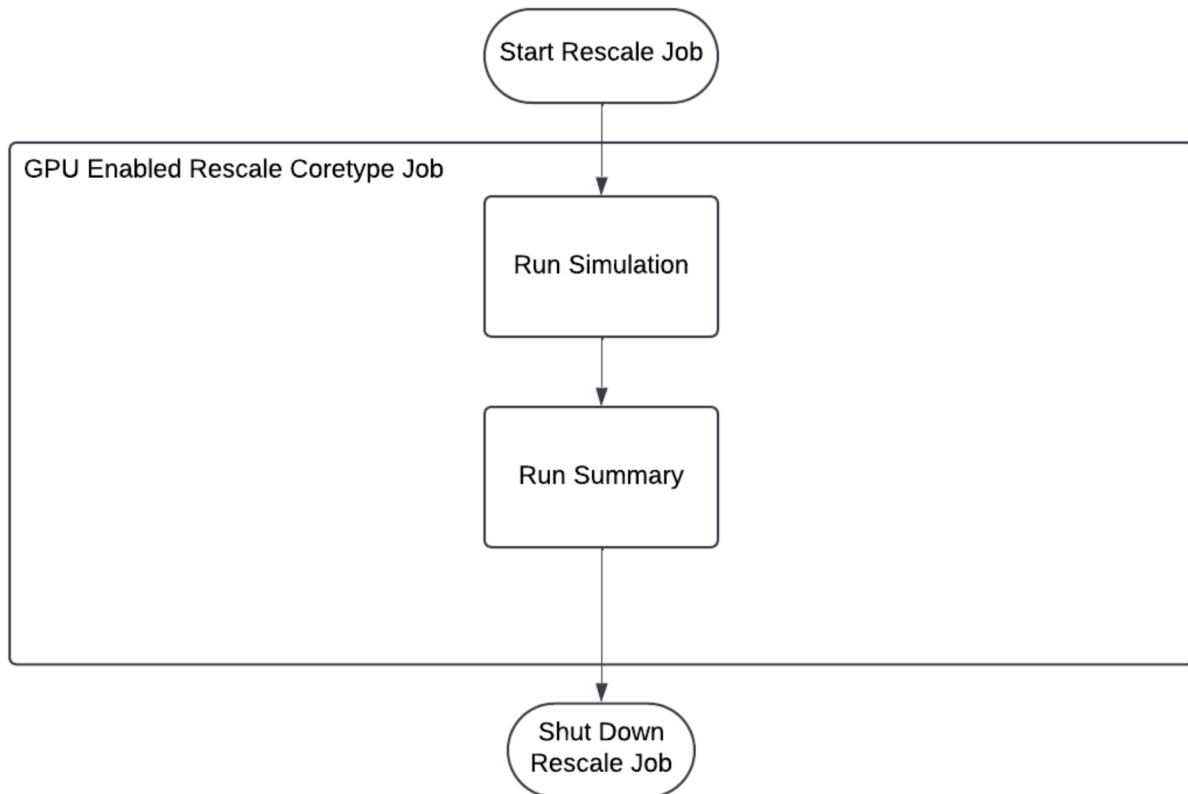 Start Rescale Job
GPU Enabled Rescale Coretype Job
Run Simulation
Run Summary
Shut Down
Rescale Job